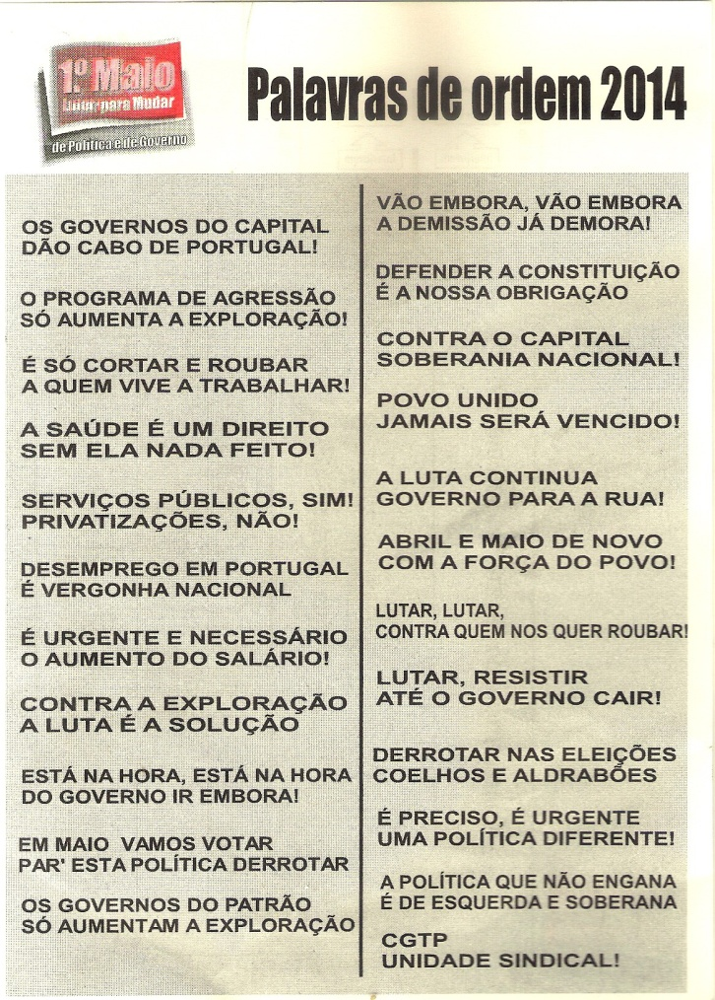 1.º Maio
Lutar para Mudar
de Política e de Governo
Palavras de ordem 2014
OS GOVERNOS DO CAPITAL
DÃO CABO DE PORTUGAL!
O PROGRAMA DE AGRESSÃO
SÓ AUMENTA A EXPLORAÇÃO!
É SÓ CORTAR E ROUBAR
A QUEM VIVE A TRABALHAR!
A SAÚDE É UM DIREITO
SEM ELA NADA FEITO!
SERVIÇOS PÚBLICOS, SIM!
PRIVATIZAÇÕES, NÃO!
DESEMPREGO EM PORTUGAL
É VERGONHA NACIONAL
É URGENTE E NECESSÁRIO
O AUMENTO DO SALÁRIO!
CONTRA A EXPLORAÇÃO
A LUTA É A SOLUÇÃO
ESTÁ NA HORA, ESTÁ NA HORA
DO GOVERNO IR EMBORA!
EM MAIO VAMOS VOTAR
PAR' ESTA POLÍTICA DERROTAR
OS GOVERNOS DO PATRÃO
SÓ AUMENTAM A EXPLORAÇÃO
VÃO EMBORA, VÃO EMBORA
A DEMISSÃO JÁ DEMORA!
DEFENDER A CONSTITUIÇÃO
É A NOSSA OBRIGAÇÃO
CONTRA O CAPITAL
SOBERANIA NACIONAL!
POVO UNIDO
JAMAIS SERÁ VENCIDO!
A LUTA CONTINUA
GOVERNO PARA A RUA!
ABRIL E MAIO DE NOVO
COM A FORÇA DO POVO!
LUTAR, LUTAR,
CONTRA QUEM NOS QUER ROUBAR!
LUTAR, RESISTIR
ATÉ O GOVERNO CAIR!
DERROTAR NAS ELEIÇÕES
COELHOS E ALDRABÕES
É PRECISO, É URGENTE
UMA POLÍTICA DIFERENTE!
A POLÍTICA QUE NÃO ENGANA
É DE ESQUERDA E SOBERANA
CGTP
UNIDADE SINDICAL!